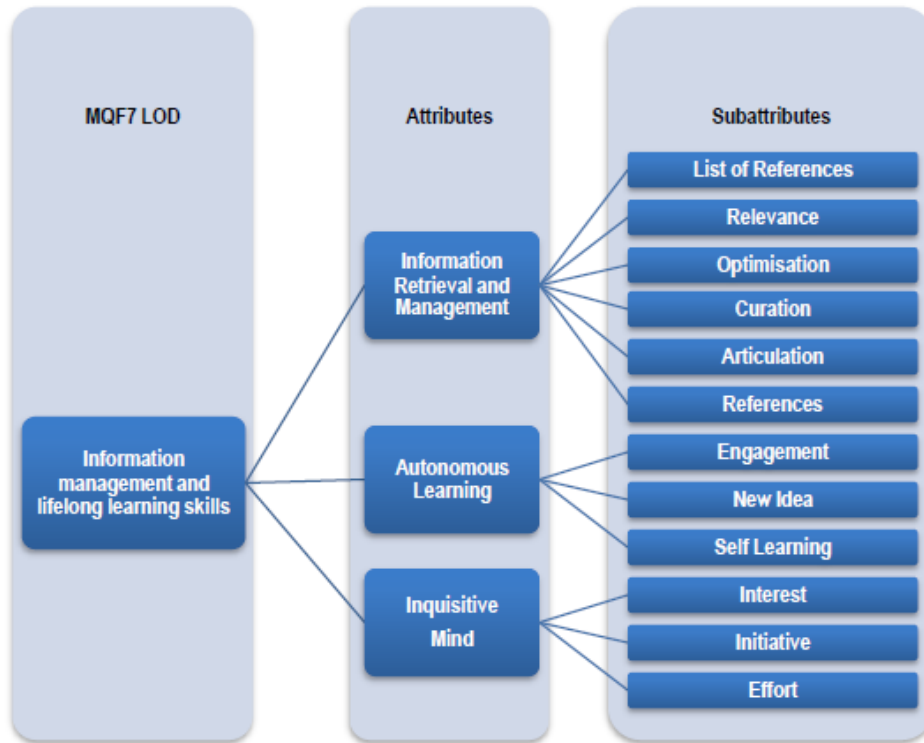 MQF7 LOD
Attributes
Subattributes
Information
management and
lifelong learning skills
Information
Retrieval and
Management
Autonomous
Learning
Inquisitive
Mind
List of References
Relevance
Optimisation
Curation
Articulation
References
Engagement
New Idea
Self Learning
Interest
Initiative
Effort